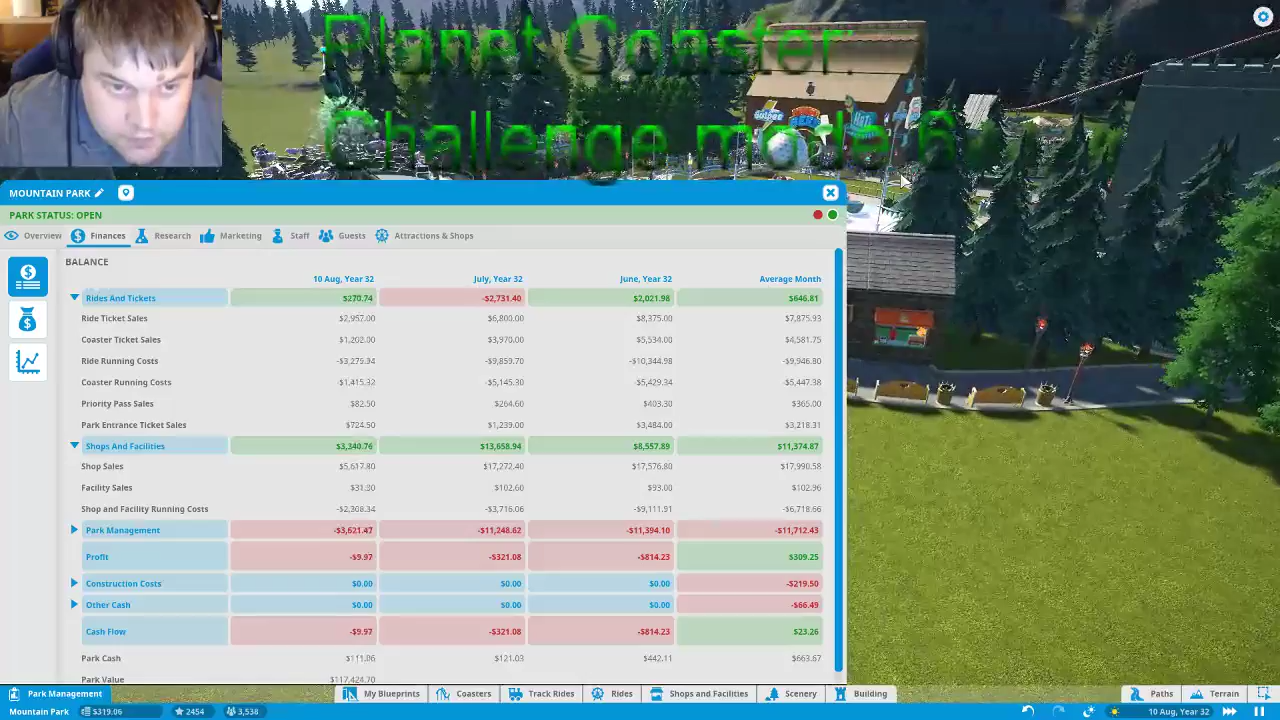 Planet Coaster:
Challenge mode 6
MOUNTAIN PARK
PARK STATUS: OPEN
Overview Finances Research Marketing Staff Guests Attractions & Shops
BALANCE
10 Aug, Year 32 July, Year 32 June, Year 32 Average Month
Rides And Tickets $270.74 -$2,731.40 $2,021.98 $646.81
Ride Ticket Sales $2,957.00 $6,800.00 $8,375.00 $7,875.93
Coaster Ticket Sales $1,202.00 $3,970.00 $5,534.00 $4,581.75
Ride Running Costs -$3,275.34 -$9,859.70 -$10,344.98 -$9,946.80
Coaster Running Costs -$1,415.32 -$5,145.30 -$5,429.34 -$5,447.38
Priority Pass Sales $82.50 $264.60 $403.30 $365.00
Park Entrance Ticket Sales $724.50 $1,239.00 $3,484.00 $3,218.31
Shops And Facilities $3,340.76 $13,658.94 $8,557.89 $11,374.87
Shop Sales $5,617.80 $17,272.40 $17,576.80 $17,990.58
Facility Sales $31.30 $102.60 $93.00 $102.96
Shop and Facility Running Costs -$2,308.34 -$3,716.06 -$9,111.91 -$6,718.66
Park Management -$3,621.47 -$11,248.62 -$11,394.10 -$11,712.43
Profit -$9.97 -$321.08 -$814.23 $309.25
Construction Costs $0.00 $0.00 $0.00 -$219.50
Other Cash $0.00 $0.00 $0.00 -$66.49
Cash Flow -$9.97 -$321.08 -$814.23 $23.26
Park Cash $111.06 $121.03 $442.11 $663.67
Park Value $117,424.70
Park Management My Blueprints Coasters Track Rides Rides Shops and Facilities Scenery Building Paths Terrain
Mountain Park $319.06 2454 3,538 10 Aug, Year 32